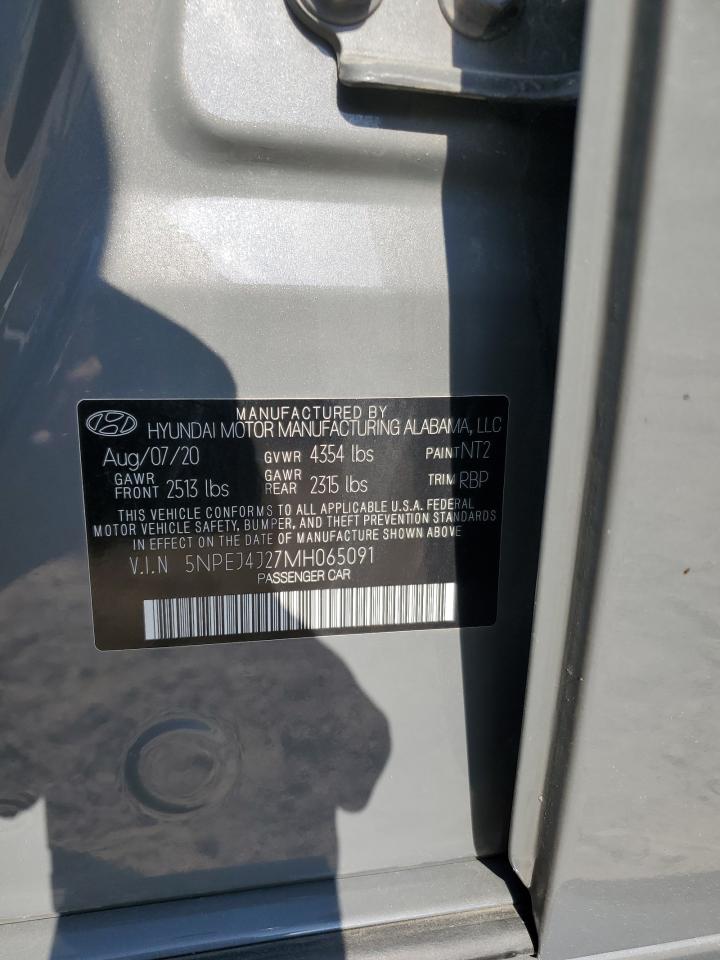 MANUFACTURED BY
HYUNDAI MOTOR MANUFACTURING ALABAMA, LLC
Aug/07/20 GVWR 4354 lbs PAINT NT2
GAWR FRONT 2513 lbs GAWR REAR 2315 lbs TRIM RBP
THIS VEHICLE CONFORMS TO ALL APPLICABLE U.S.A. FEDERAL
MOTOR VEHICLE SAFETY, BUMPER, AND THEFT PREVENTION STANDARDS
IN EFFECT ON THE DATE OF MANUFACTURE SHOWN ABOVE
V.I.N 5NPEJ4J27MH065091
PASSENGER CAR